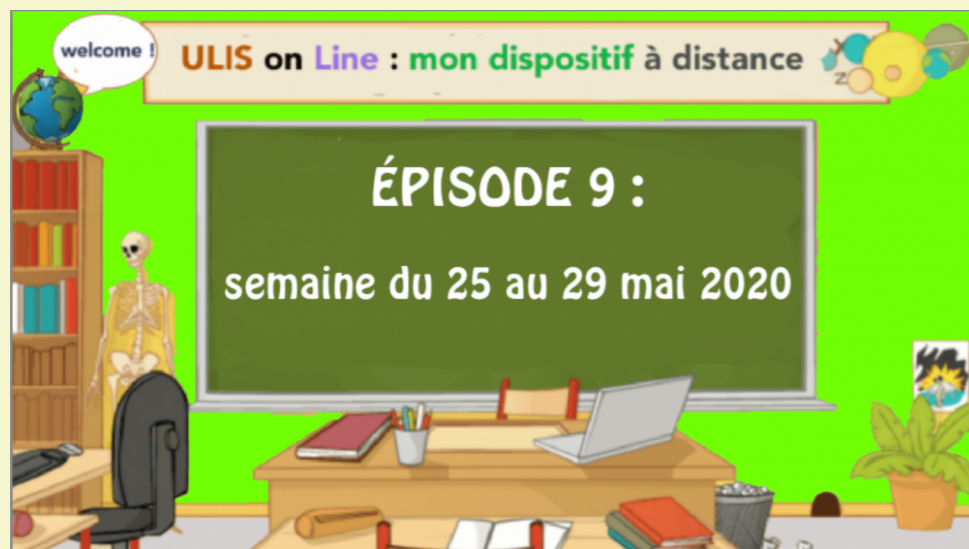 welcome !
ULIS on Line : mon dispositif à distance
ÉPISODE 9 :
semaine du 25 au 29 mai 2020